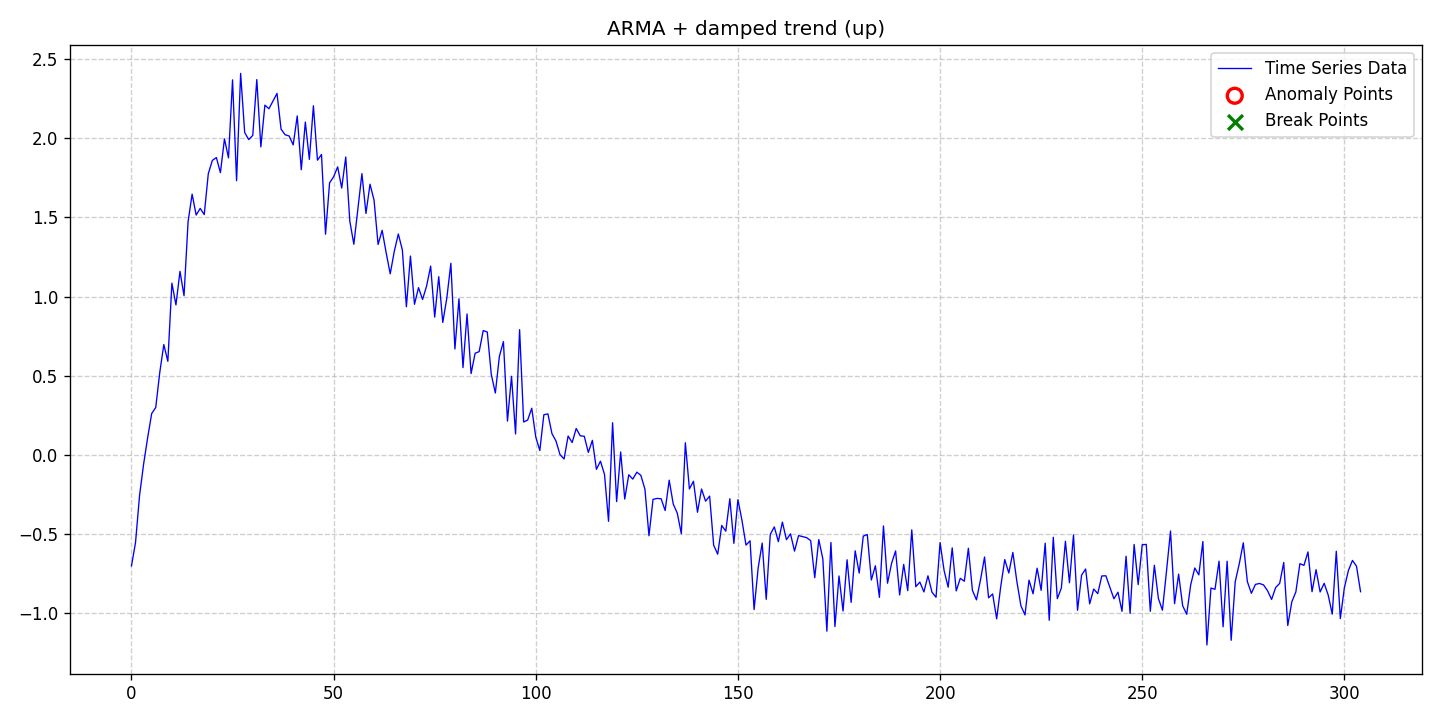 ARMA + damped trend (up)
Time Series Data
Anomaly Points
Break Points
2.5
2.0
1.5
1.0
0.5
0.0
−0.5
−1.0
0 50 100 150 200 250 300